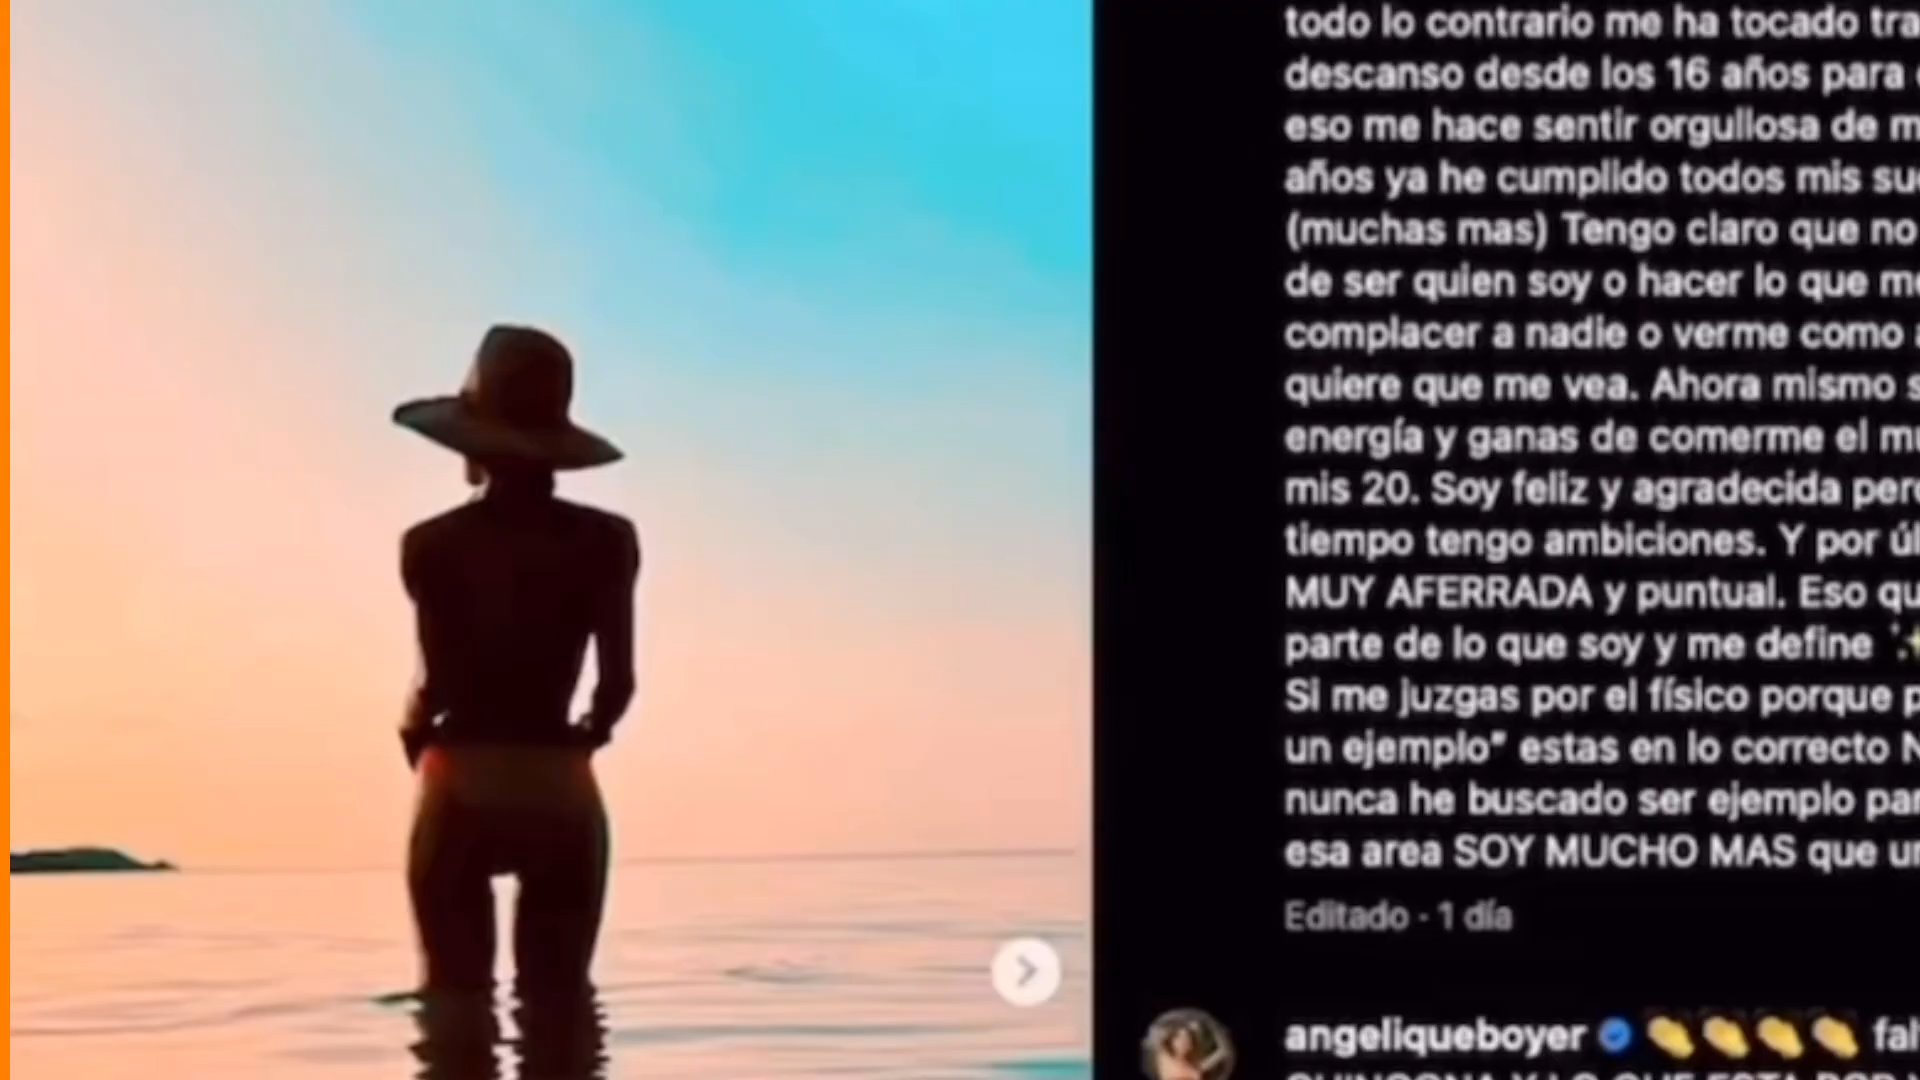 todo lo contrario me ha tocado
descanso desde los 16 años para
eso me hace sentir orgullosa de
años ya he cumplido todos mis
(muchas mas) Tengo claro que no
de ser quien soy o hacer lo que
complacer a nadie o verme como
quiere que me vea. Ahora mismo
energía y ganas de comerme el
mis 20. Soy feliz y agradecida
tiempo tengo ambiciones. Y por
MUY AFERRADA y puntual. Eso
parte de lo que soy y me define
Si me juzgas por el físico porque
un ejemplo" estas en lo correcto
nunca he buscado ser ejemplo
esa area SOY MUCHO MAS que
Editado · 1 día
angeliqueboyer